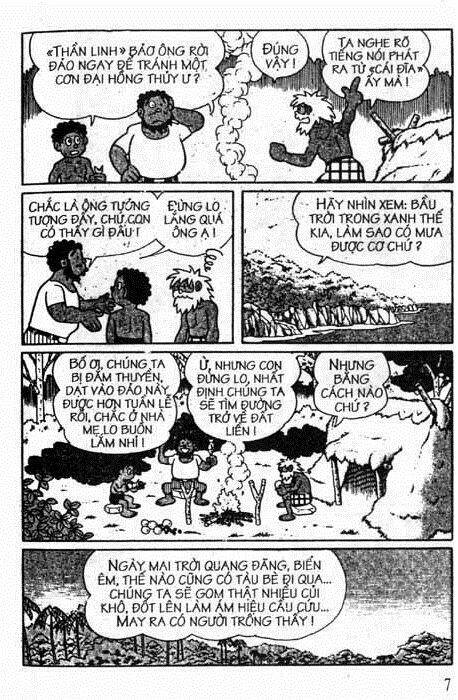 «THẦN LINH» BẢO ÔNG RỜI
ĐẢO NGAY ĐỂ TRÁNH MỘT
CƠN ĐẠI HỒNG THỦY Ư ?
ĐÚNG
VẬY !
TA NGHE RÕ
TIẾNG NÓI PHÁT
RA TỪ «CÁI ĐĨA»
ẤY MÀ !
CHẮC LÀ ÔNG TƯỞNG
TƯỢNG ĐẤY, CHỨ CON
CÓ THẤY GÌ ĐÂU !
ĐỪNG LO
LẮNG QUÁ
ÔNG Ạ !
HÃY NHÌN XEM: BẦU
TRỜI TRONG XANH THẾ
KIA, LÀM SAO CÓ MƯA
ĐƯỢC CƠ CHỨ ?
BỐ ƠI, CHÚNG TA
BỊ ĐẮM THUYỀN,
DẠT VÀO ĐẢO NÀY
ĐƯỢC HƠN TUẦN LỄ
RỒI, CHẮC Ở NHÀ
MẸ LO BUỒN
LẮM NHỈ !
Ừ, NHƯNG CON
ĐỪNG LO, NHẤT
ĐỊNH CHÚNG TA
SẼ TÌM ĐƯỜNG
TRỞ VỀ ĐẤT
LIỀN !
NHƯNG
BẰNG
CÁCH NÀO
CHỨ ?
NGÀY MAI TRỜI QUANG ĐÃNG, BIỂN
ÊM, THẾ NÀO CŨNG CÓ TÀU BÈ ĐI QUA...
CHÚNG TA SẼ GOM THẬT NHIỀU CỦI
KHÔ, ĐỐT LÊN LÀM ÁM HIỆU CẦU CỨU...
MAY RA CÓ NGƯỜI TRÔNG THẤY !
7